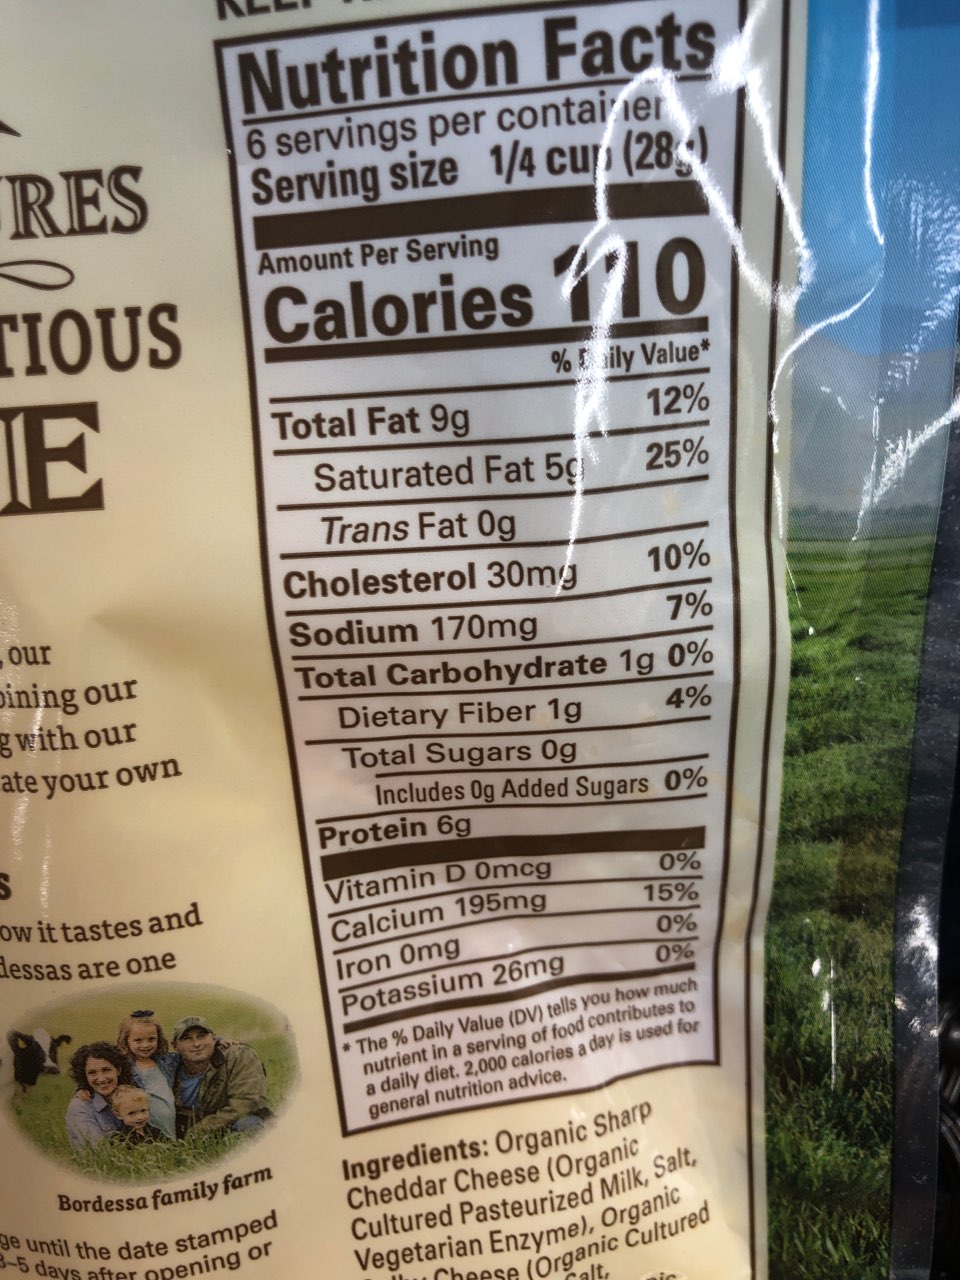 Nutrition Facts
6 servings per container
Serving size 1/4 cup (28g)
Amount Per Serving
Calories 110
% Daily Value*
Total Fat 9g 12%
Saturated Fat 5g 25%
Trans Fat 0g
Cholesterol 30mg 10%
Sodium 170mg 7%
Total Carbohydrate 1g 0%
Dietary Fiber 1g 4%
Total Sugars 0g
Includes 0g Added Sugars 0%
Protein 6g
Vitamin D 0mcg 0%
Calcium 195mg 15%
Iron 0mg 0%
Potassium 26mg 0%
* The % Daily Value (DV) tells you how much
nutrient in a serving of food contributes to
a daily diet. 2,000 calories a day is used for
general nutrition advice.
Ingredients: Organic Sharp
Cheddar Cheese (Organic
Cultured Pasteurized Milk, Salt,
Vegetarian Enzyme), Organic
Cheese (Organic Cultured
Salt,
URES
TIOUS
IE
, our
our
with our
your own
s
it tastes and
are one
Bordessa family farm
until the date stamped
3-5 days after opening or